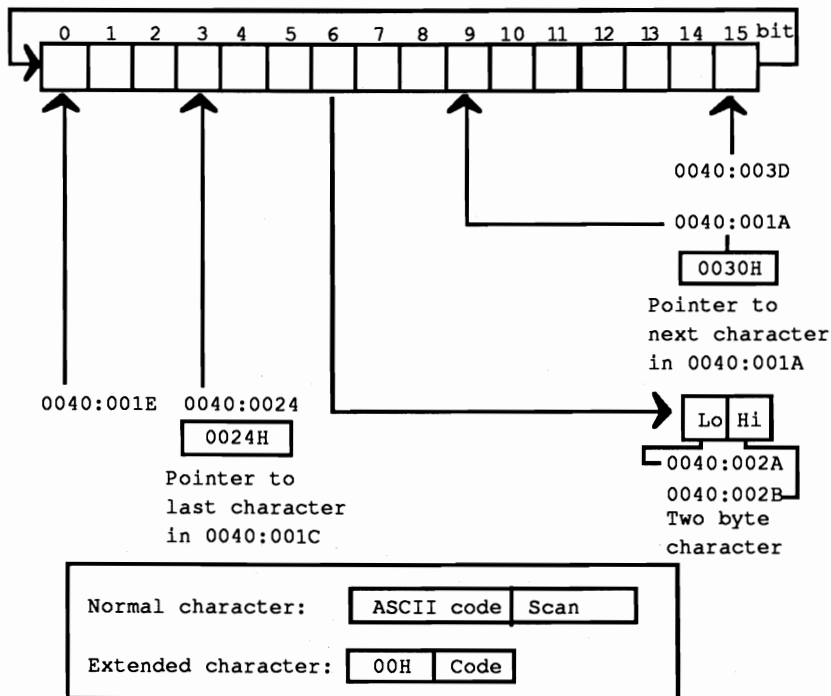 0 1 2 3 4 5 6 7 8 9 10 11 12 13 14 15 bit
0040:003D
0040:001A
0030H
Pointer to
next character
in 0040:001A
0040:001E 0040:0024
0024H
Pointer to
last character
in 0040:001C
Lo Hi
0040:002A
0040:002B
Two byte
character
Normal character: ASCII code Scan
Extended character: 00H Code